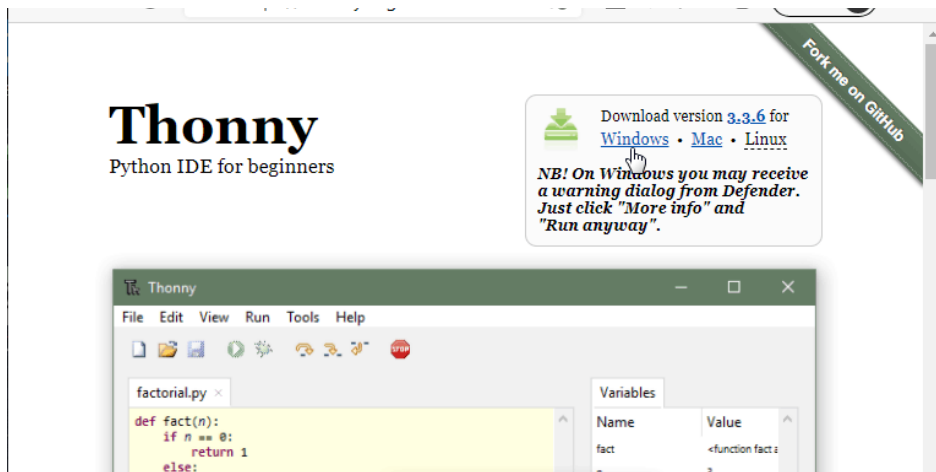 Fork me on GitHub
Thonny
Python IDE for beginners
Download version 3.3.6 for
Windows • Mac • Linux
NB! On Windows you may receive
a warning dialog from Defender.
Just click "More info" and
"Run anyway".
Thonny
File Edit View Run Tools Help
STOP
factorial.py ×
def fact(n):
    if n == 0:
        return 1
    else:
Variables
Name Value
fact <function fact a